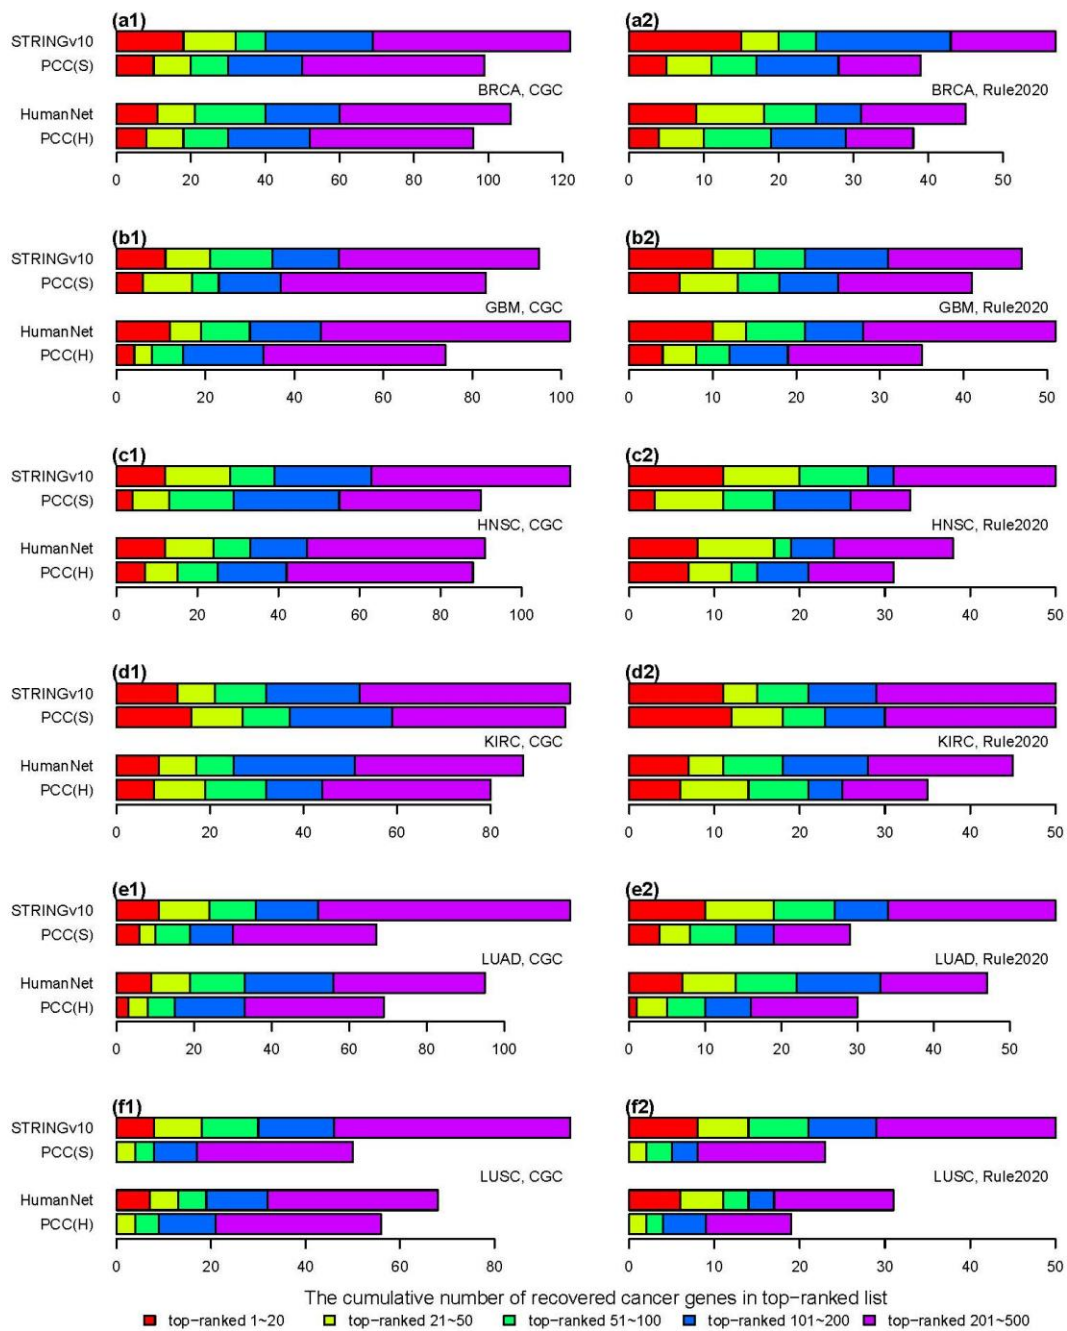 (a1) (a2)
STRINGv10
PCC(S)
BRCA, CGC BRCA, Rule2020
HumanNet
PCC(H)
0 20 40 60 80 100 120 0 10 20 30 40 50
(b1) (b2)
STRINGv10
PCC(S)
GBM, CGC GBM, Rule2020
HumanNet
PCC(H)
0 20 40 60 80 100 0 10 20 30 40 50
(c1) (c2)
STRINGv10
PCC(S)
HNSC, CGC HNSC, Rule2020
HumanNet
PCC(H)
0 20 40 60 80 100 0 10 20 30 40 50
(d1) (d2)
STRINGv10
PCC(S)
KIRC, CGC KIRC, Rule2020
HumanNet
PCC(H)
0 20 40 60 80 0 10 20 30 40 50
(e1) (e2)
STRINGv10
PCC(S)
LUAD, CGC LUAD, Rule2020
HumanNet
PCC(H)
0 20 40 60 80 100 0 10 20 30 40 50
(f1) (f2)
STRINGv10
PCC(S)
LUSC, CGC LUSC, Rule2020
HumanNet
PCC(H)
0 20 40 60 80 0 10 20 30 40 50
The cumulative number of recovered cancer genes in top−ranked list
top−ranked 1~20 top−ranked 21~50 top−ranked 51~100 top−ranked 101~200 top−ranked 201~500